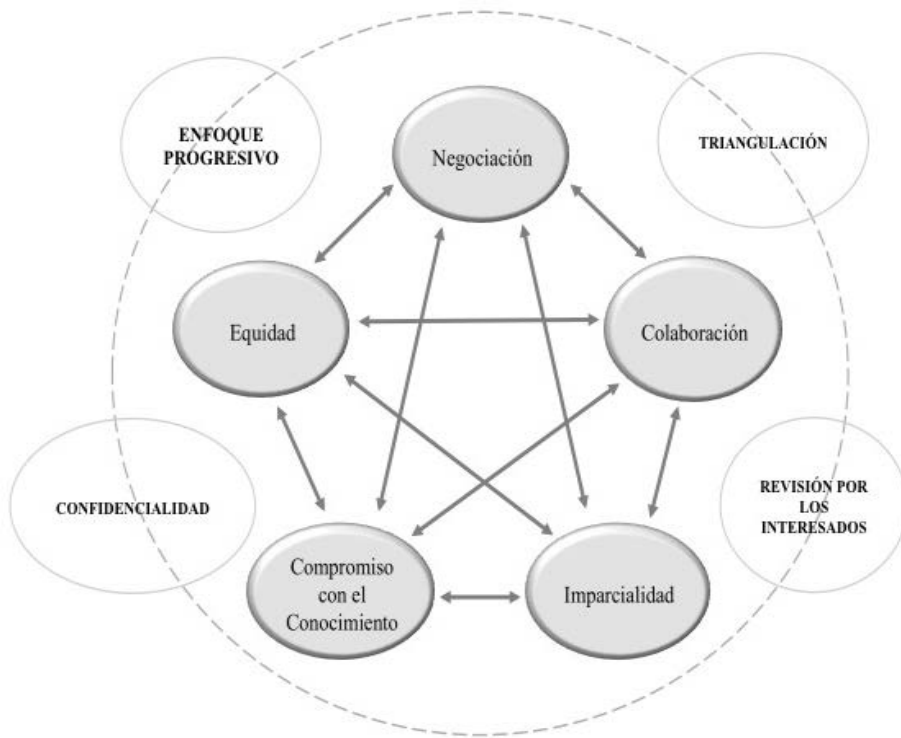 ENFOQUE
PROGRESIVO
TRIANGULACIÓN
Negociación
Equidad
Colaboración
CONFIDENCIALIDAD
REVISIÓN POR
LOS
INTERESADOS
Compromiso
con el
Conocimiento
Imparcialidad